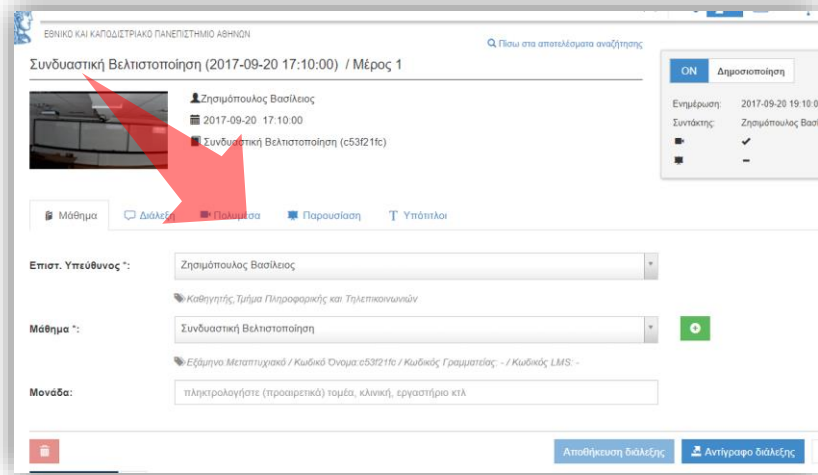 ΕΘΝΙΚΟ ΚΑΙ ΚΑΠΟΔΙΣΤΡΙΑΚΟ ΠΑΝΕΠΙΣΤΗΜΙΟ ΑΘΗΝΩΝ
Πίσω στα αποτελέσματα αναζήτησης
Συνδυαστική Βελτιστοποίηση (2017-09-20 17:10:00) / Μέρος 1
ON Δημοσιοποίηση
Ζησιμόπουλος Βασίλειος
2017-09-20 17:10:00
Συνδυαστική Βελτιστοποίηση (c53f21fc)
Ενημέρωση: 2017-09-20 19:10:0
Συντάκτης: Ζησιμόπουλος Βασί
Μάθημα Διάλεξη Πολυμέσα Παρουσίαση Υπότιτλοι
Επιστ. Υπεύθυνος *: Ζησιμόπουλος Βασίλειος
Καθηγητής,Τμήμα Πληροφορικής και Τηλεπικοινωνιών
Μάθημα *: Συνδυαστική Βελτιστοποίηση
Εξάμηνο:Μεταπτυχιακό / Κωδικό Όνομα:c53f21fc / Κωδικός Γραμματείας: - / Κωδικός LMS: -
Μονάδα: πληκτρολογήστε (προαιρετικά) τομέα, κλινική, εργαστήριο κτλ
Αποθήκευση διάλεξης Αντίγραφο διάλεξης